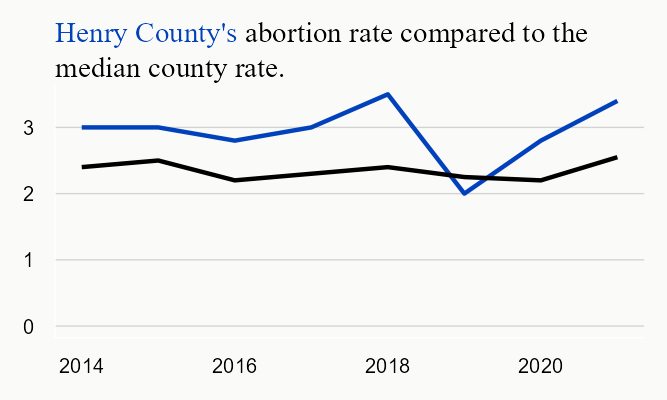 Henry County's abortion rate compared to the
median county rate.
3
2
1
0
2014 2016 2018 2020